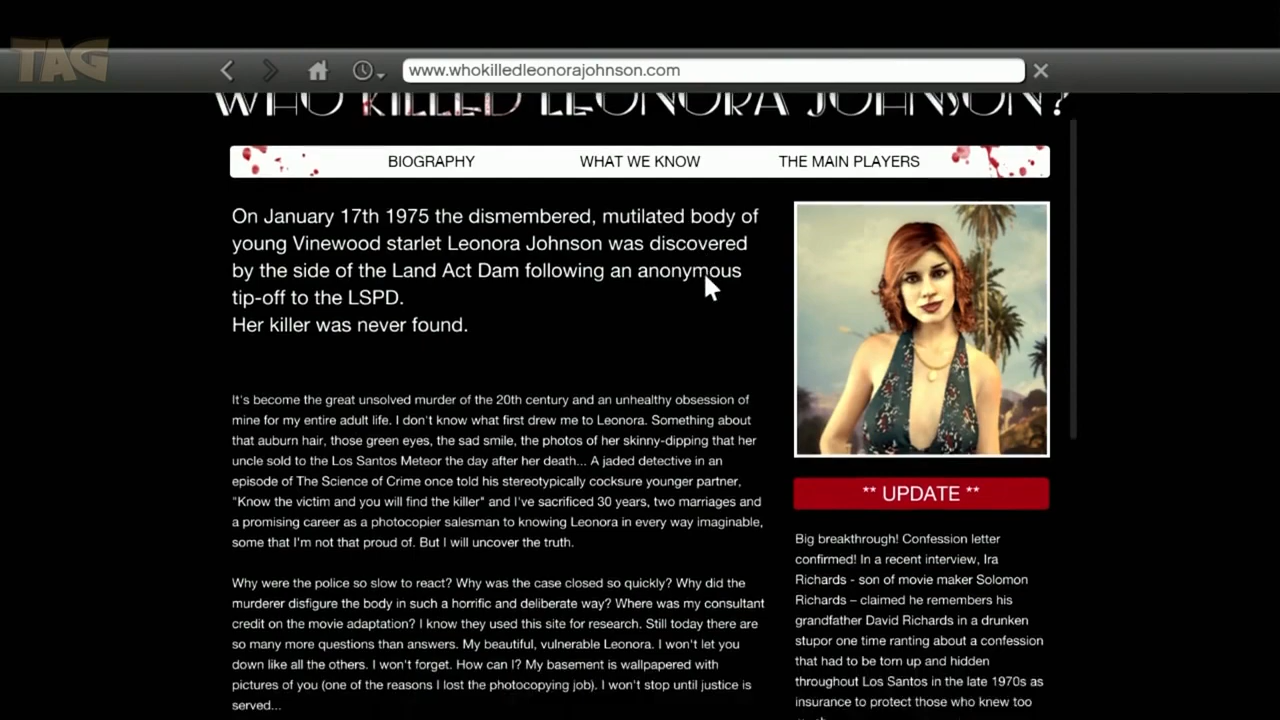 TAG
www.whokilledleonorajohnson.com
WHO KILLED LEONORA JOHNSON?
BIOGRAPHY
WHAT WE KNOW
THE MAIN PLAYERS
On January 17th 1975 the dismembered, mutilated body of
young Vinewood starlet Leonora Johnson was discovered
by the side of the Land Act Dam following an anonymous
tip-off to the LSPD.
Her killer was never found.
It's become the great unsolved murder of the 20th century and an unhealthy obsession of
mine for my entire adult life. I don't know what first drew me to Leonora. Something about
that auburn hair, those green eyes, the sad smile, the photos of her skinny-dipping that her
uncle sold to the Los Santos Meteor the day after her death... A jaded detective in an
episode of The Science of Crime once told his stereotypically cocksure younger partner,
"Know the victim and you will find the killer" and I've sacrificed 30 years, two marriages and
a promising career as a photocopier salesman to knowing Leonora in every way imaginable,
some that I'm not that proud of. But I will uncover the truth.
Why were the police so slow to react? Why was the case closed so quickly? Why did the
murderer disfigure the body in such a horrific and deliberate way? Where was my consultant
credit on the movie adaptation? I know they used this site for research. Still today there are
so many more questions than answers. My beautiful, vulnerable Leonora. I won't let you
down like all the others. I won't forget. How can I? My basement is wallpapered with
pictures of you (one of the reasons I lost the photocopying job). I won't stop until justice is
served...
** UPDATE **
Big breakthrough! Confession letter
confirmed! In a recent interview, Ira
Richards - son of movie maker Solomon
Richards – claimed he remembers his
grandfather David Richards in a drunken
stupor one time ranting about a confession
that had to be torn up and hidden
throughout Los Santos in the late 1970s as
insurance to protect those who knew too